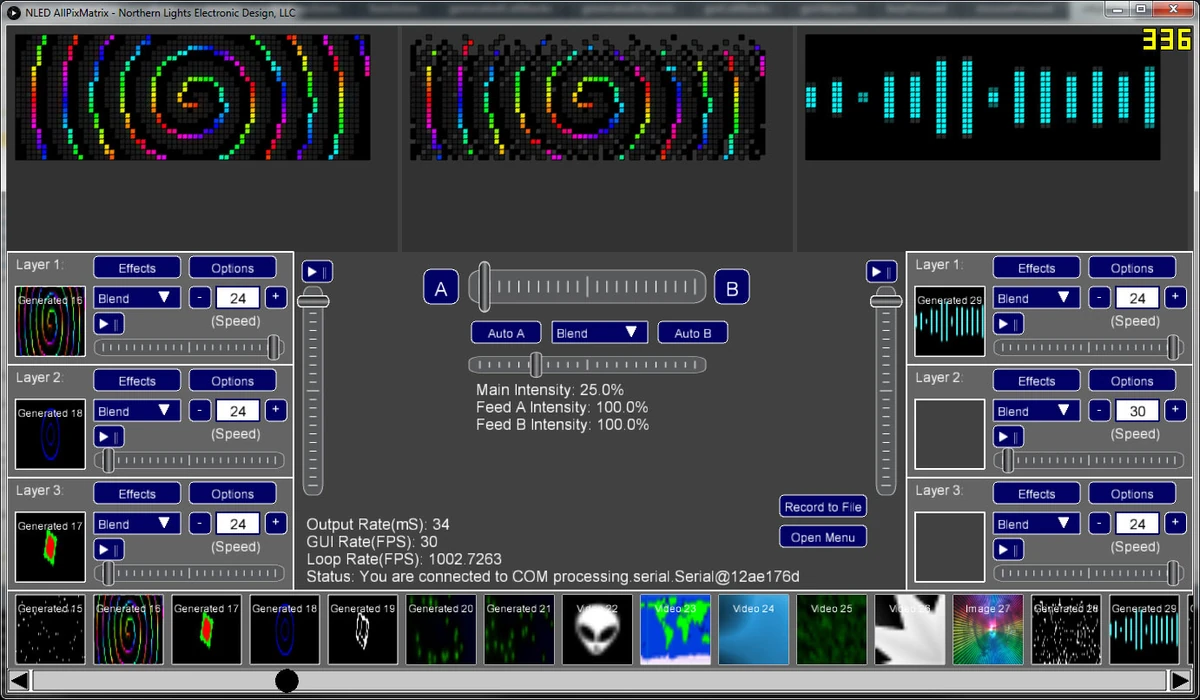 NLED AllPixMatrix - Northern Lights Electronic Design, LLC
336
Layer 1:
Effects
Options
Generated 16
Blend
-
24
+
(Speed)
Layer 2:
Effects
Options
Generated 18
Blend
-
24
+
(Speed)
Layer 3:
Effects
Options
Generated 17
Blend
-
24
+
(Speed)
A
B
Auto A
Blend
Auto B
Main Intensity: 25.0%
Feed A Intensity: 100.0%
Feed B Intensity: 100.0%
Record to File
Open Menu
Output Rate(mS): 34
GUI Rate(FPS): 30
Loop Rate(FPS): 1002.7263
Status: You are connected to COM processing.serial.Serial@12ae176d
Layer 1:
Effects
Options
Generated 29
Blend
-
24
+
(Speed)
Layer 2:
Effects
Options
Blend
-
30
+
(Speed)
Layer 3:
Effects
Options
Blend
-
24
+
(Speed)
Generated 15
Generated 16
Generated 17
Generated 18
Generated 19
Generated 20
Generated 21
Video 22
Video 23
Video 24
Video 25
Image 27
Generated 28
Generated 29